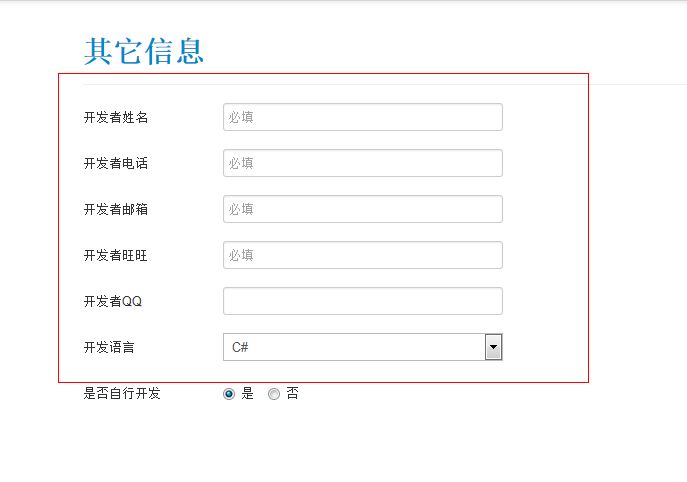 其它信息
开发者姓名 必填
开发者电话 必填
开发者邮箱 必填
开发者旺旺 必填
开发者QQ
开发语言 C#
是否自行开发 是 否